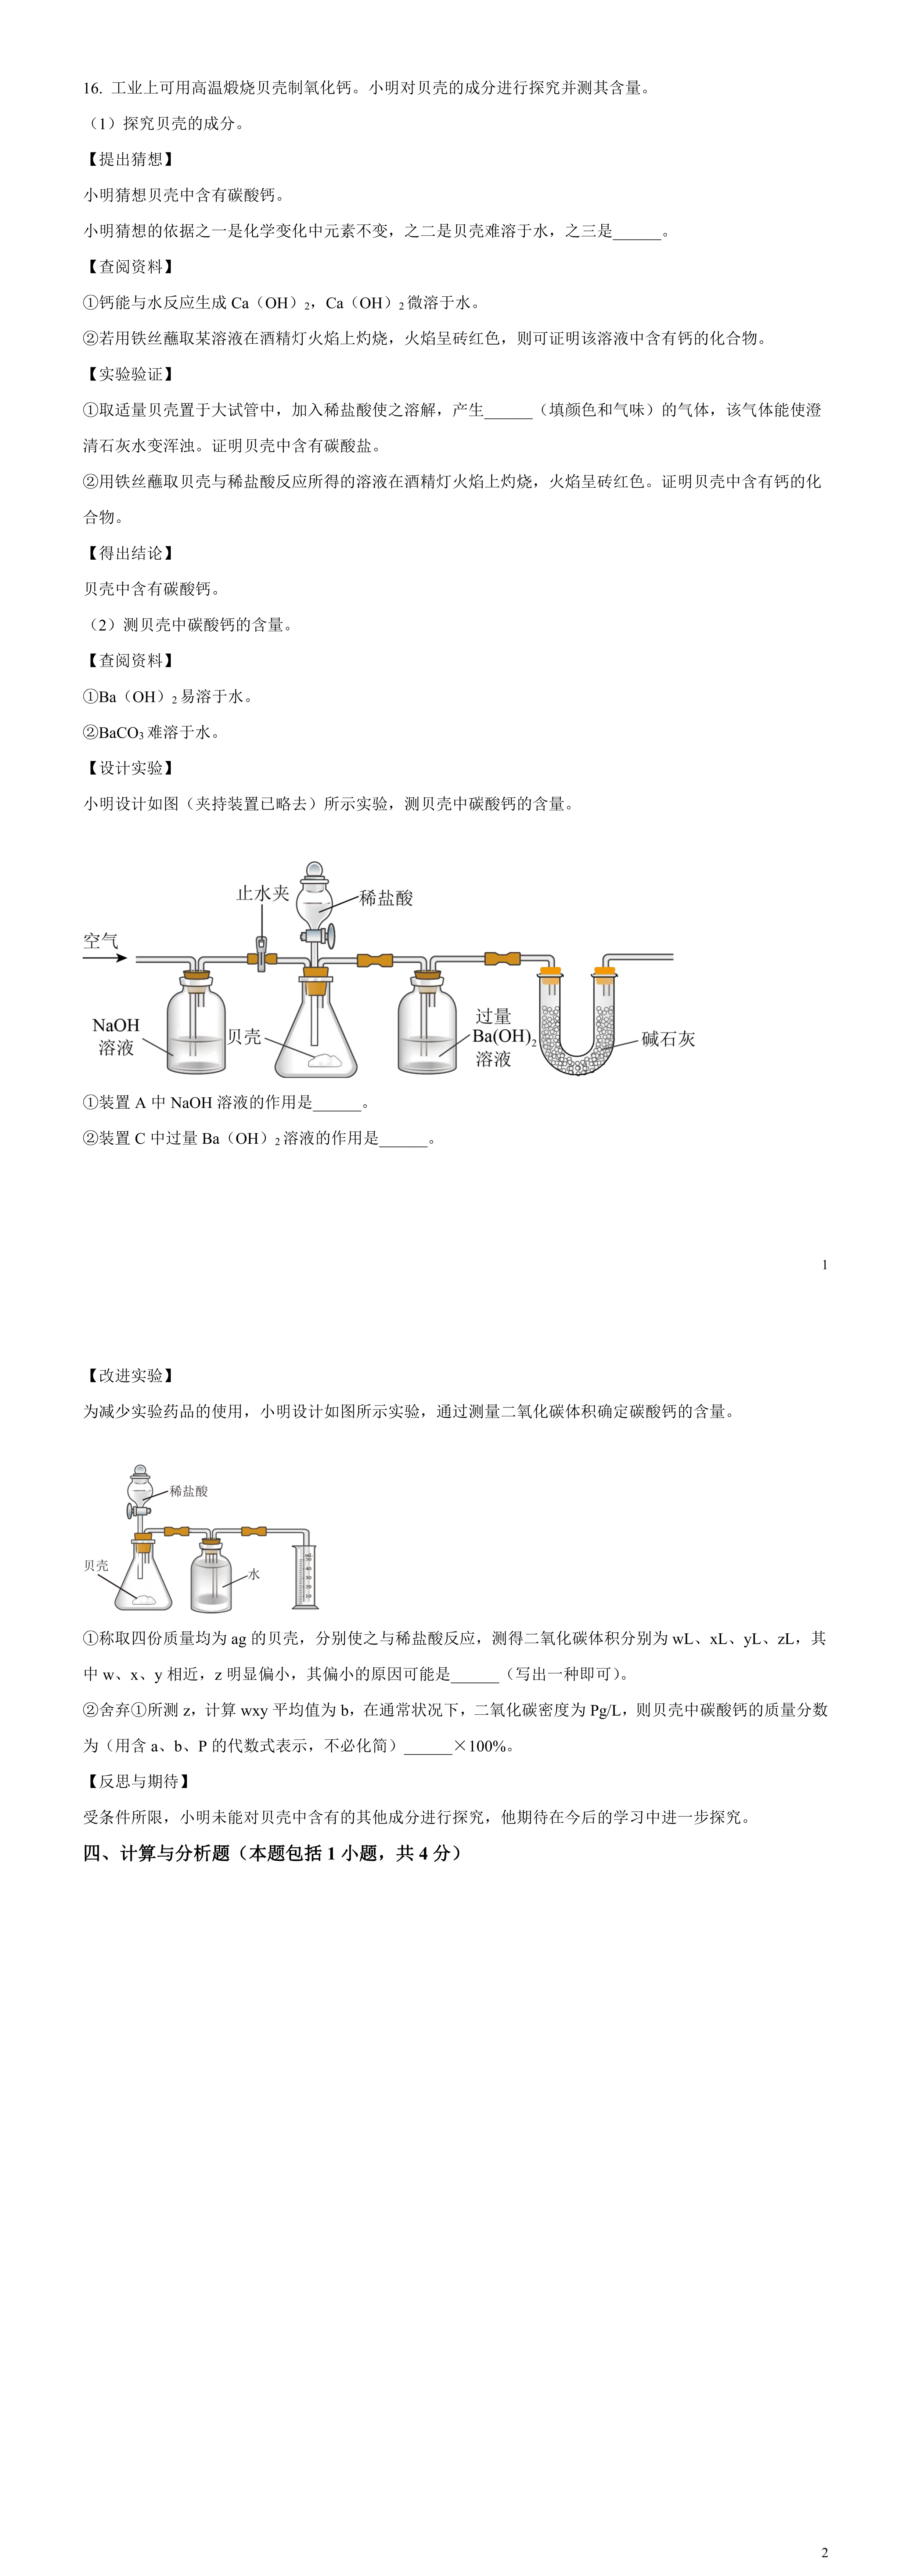 16. 工业上可用高温煅烧贝壳制氧化钙。小明对贝壳的成分进行探究并测其含量。
（1）探究贝壳的成分。
【提出猜想】
小明猜想贝壳中含有碳酸钙。
小明猜想的依据之一是化学变化中元素不变，之二是贝壳难溶于水，之三是______。
【查阅资料】
①钙能与水反应生成 Ca（OH）₂，Ca（OH）₂微溶于水。
②若用铁丝蘸取某溶液在酒精灯火焰上灼烧，火焰呈砖红色，则可证明该溶液中含有钙的化合物。
【实验验证】
①取适量贝壳置于大试管中，加入稀盐酸使之溶解，产生______（填颜色和气味）的气体，该气体能使澄
清石灰水变浑浊。证明贝壳中含有碳酸盐。
②用铁丝蘸取贝壳与稀盐酸反应所得的溶液在酒精灯火焰上灼烧，火焰呈砖红色。证明贝壳中含有钙的化
合物。
【得出结论】
贝壳中含有碳酸钙。
（2）测贝壳中碳酸钙的含量。
【查阅资料】
①Ba（OH）₂易溶于水。
②BaCO₃难溶于水。
【设计实验】
小明设计如图（夹持装置已略去）所示实验，测贝壳中碳酸钙的含量。
止水夹
稀盐酸
空气
NaOH
溶液
贝壳
过量
Ba(OH)₂
溶液
碱石灰
①装置 A 中 NaOH 溶液的作用是______。
②装置 C 中过量 Ba（OH）₂溶液的作用是______。
1
【改进实验】
为减少实验药品的使用，小明设计如图所示实验，通过测量二氧化碳体积确定碳酸钙的含量。
稀盐酸
贝壳
水
①称取四份质量均为 ag 的贝壳，分别使之与稀盐酸反应，测得二氧化碳体积分别为 wL、xL、yL、zL，其
中 w、x、y 相近，z 明显偏小，其偏小的原因可能是______（写出一种即可）。
②舍弃①所测 z，计算 wxy 平均值为 b，在通常状况下，二氧化碳密度为 Pg/L，则贝壳中碳酸钙的质量分数
为（用含 a、b、P 的代数式表示，不必化简）______×100%。
【反思与期待】
受条件所限，小明未能对贝壳中含有的其他成分进行探究，他期待在今后的学习中进一步探究。
四、计算与分析题（本题包括 1 小题，共 4 分）
2